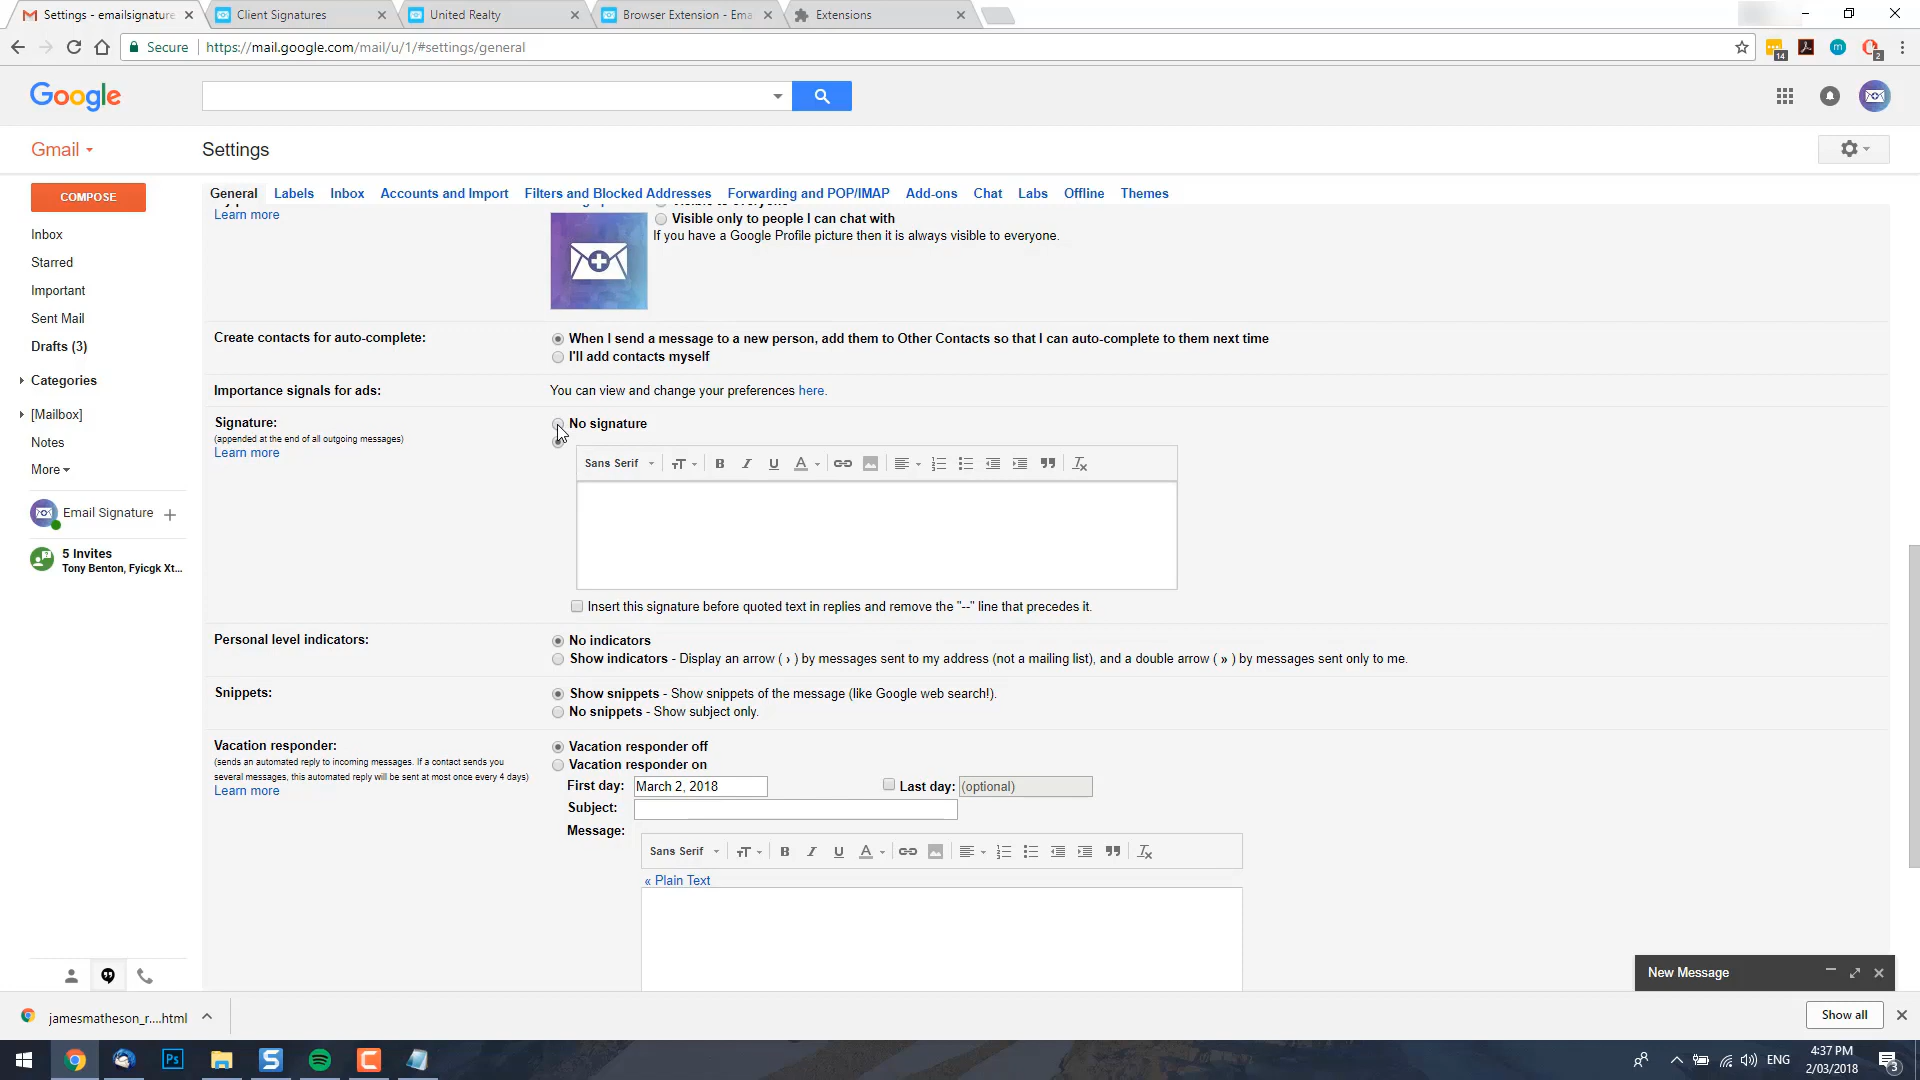 Settings - emailsignature
Client Signatures
United Realty
Browser Extension - Ema
Extensions
Secure
https://mail.google.com/mail/u/1/#settings/general
14
m
2
Google
Gmail
Settings
COMPOSE
General
Labels
Inbox
Accounts and Import
Filters and Blocked Addresses
Forwarding and POP/IMAP
Add-ons
Chat
Labs
Offline
Themes
Inbox
Starred
Important
Sent Mail
Drafts (3)
Categories
[Mailbox]
Notes
More
Email Signature
5 Invites
Tony Benton, Fyicgk Xt...
Learn more
Visible only to people I can chat with
If you have a Google Profile picture then it is always visible to everyone.
Create contacts for auto-complete:
When I send a message to a new person, add them to Other Contacts so that I can auto-complete to them next time
I'll add contacts myself
Importance signals for ads:
You can view and change your preferences here.
Signature:
(appended at the end of all outgoing messages)
Learn more
No signature
Sans Serif
Insert this signature before quoted text in replies and remove the "--" line that precedes it.
Personal level indicators:
No indicators
Show indicators - Display an arrow ( › ) by messages sent to my address (not a mailing list), and a double arrow ( » ) by messages sent only to me.
Snippets:
Show snippets - Show snippets of the message (like Google web search!).
No snippets - Show subject only.
Vacation responder:
(sends an automated reply to incoming messages. If a contact sends you
several messages, this automated reply will be sent at most once every 4 days)
Learn more
Vacation responder off
Vacation responder on
First day: March 2, 2018
Last day: (optional)
Subject:
Message:
Sans Serif
« Plain Text
New Message
jamesmatheson_r....html
Show all
Ps
S
C
ENG
4:37 PM
2/03/2018
3